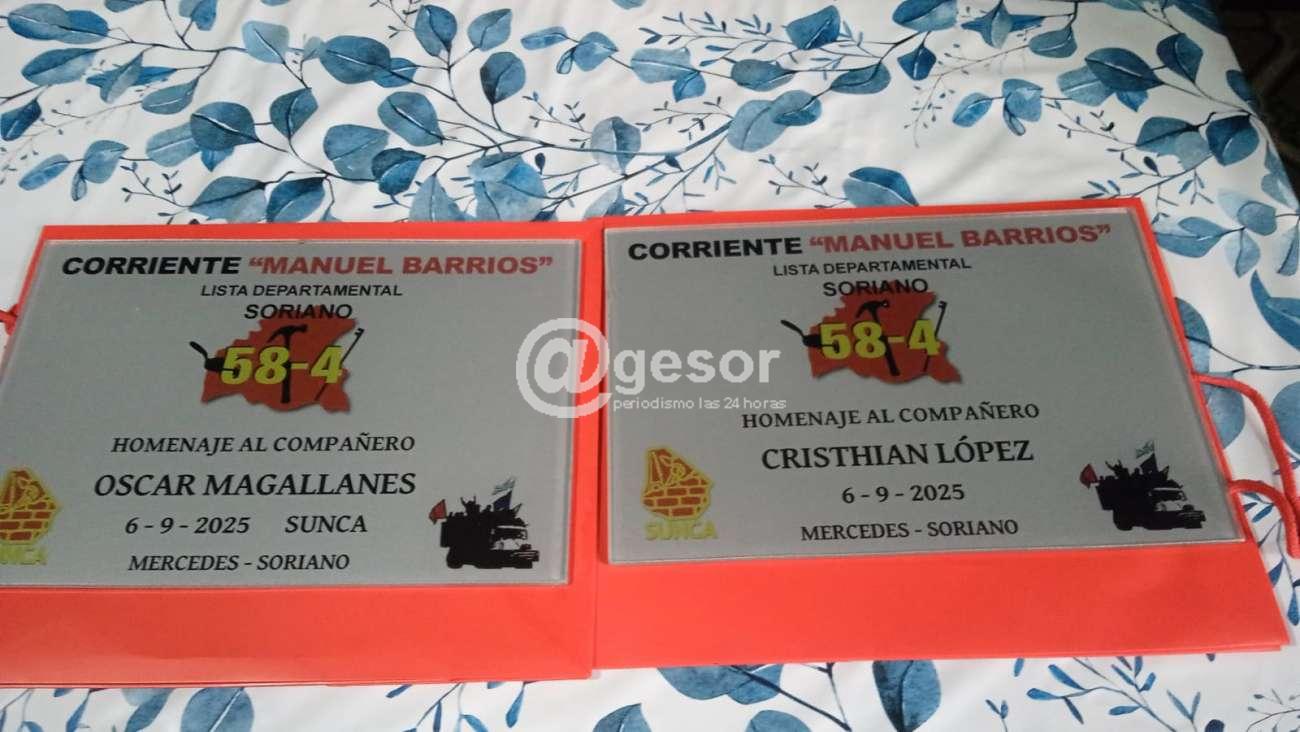 CORRIENTE “MANUEL BARRIOS”
LISTA DEPARTAMENTAL
SORIANO
58-4
HOMENAJE AL COMPAÑERO
OSCAR MAGALLANES
6 - 9 - 2025 SUNCA
MERCEDES - SORIANO
SUNCA
CORRIENTE “MANUEL BARRIOS”
LISTA DEPARTAMENTAL
SORIANO
58-4
HOMENAJE AL COMPAÑERO
CRISTHIAN LÓPEZ
6 - 9 - 2025
MERCEDES - SORIANO
SUNCA
@gesor
periodismo las 24 horas